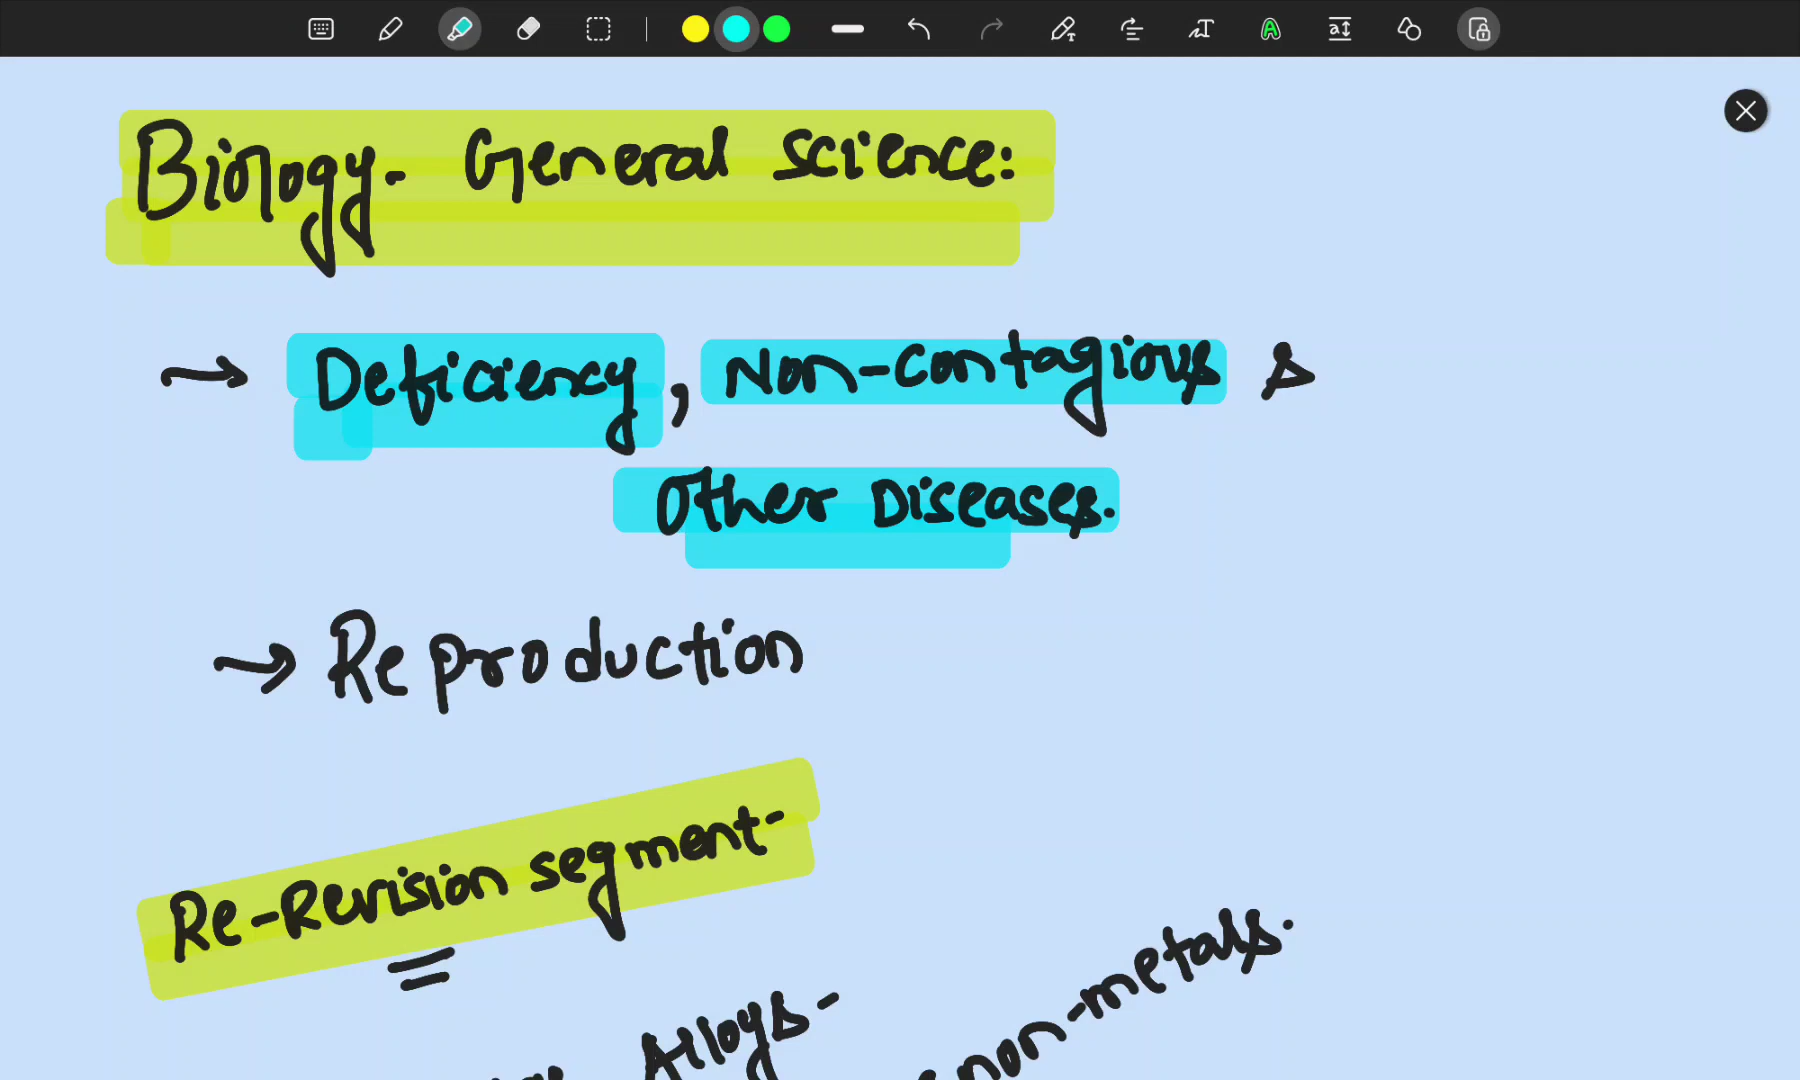 Biology- General Science:
→ Deficiency, Non-Contagious &
Other Diseases.
→ Reproduction
Re-Revision segment-
Alloys-
non-metals.